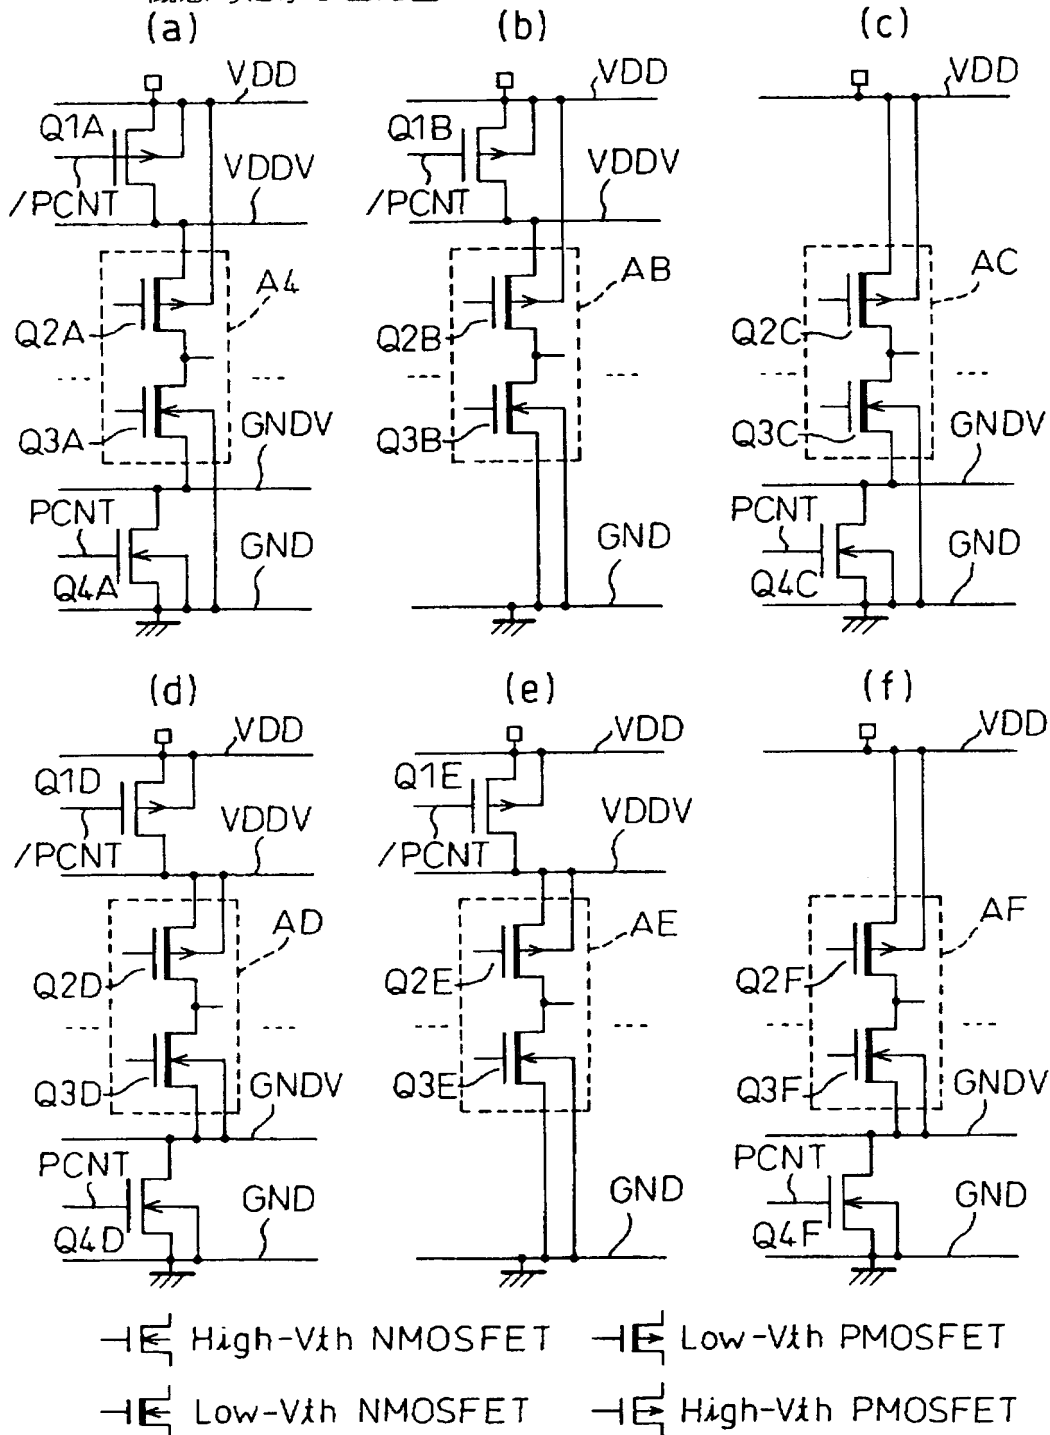 (a)
VDD
Q1A
VDDV
/PCNT
A4
Q2A
Q3A
GNDV
PCNT
GND
Q4A
(b)
VDD
Q1B
VDDV
/PCNT
AB
Q2B
Q3B
GND
(c)
VDD
AC
Q2C
Q3C
GNDV
PCNT
GND
Q4C
(d)
VDD
Q1D
VDDV
/PCNT
AD
Q2D
Q3D
GNDV
PCNT
GND
Q4D
(e)
VDD
Q1E
VDDV
/PCNT
AE
Q2E
Q3E
GND
(f)
VDD
AF
Q2F
Q3F
GNDV
PCNT
GND
Q4F
High-Vth NMOSFET
Low-Vth PMOSFET
Low-Vth NMOSFET
High-Vth PMOSFET